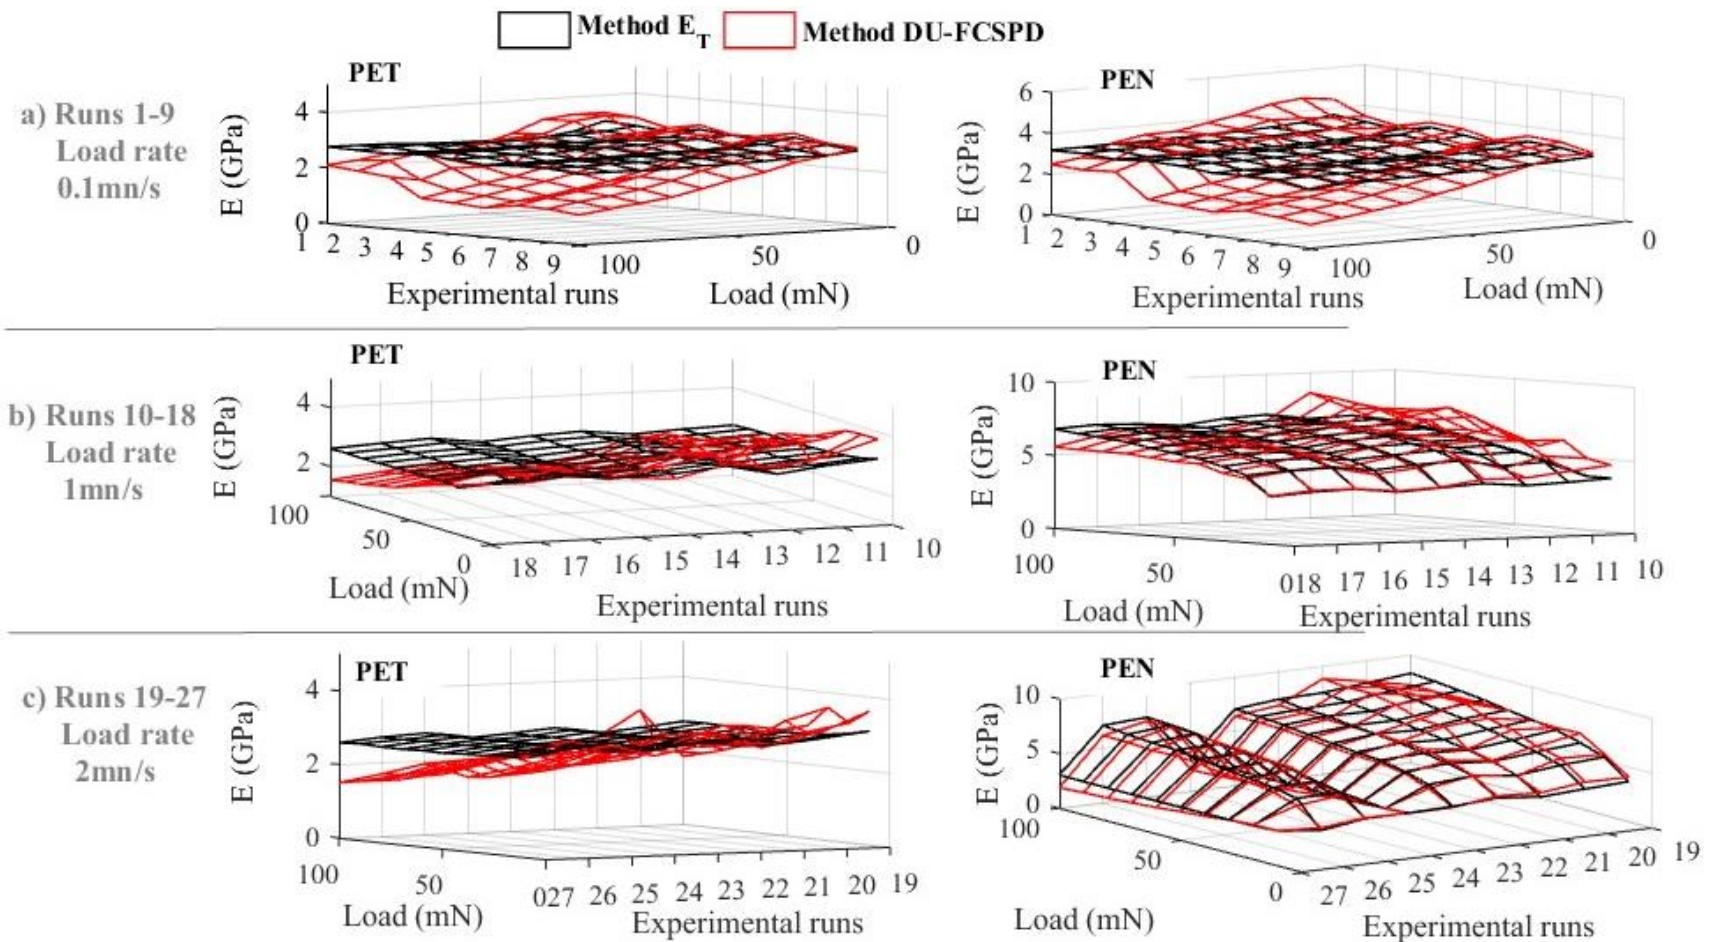 Method E_T Method DU-FCSPD
a) Runs 1-9
Load rate
0.1mn/s
PET
E (GPa)
4
2
0
1 2 3 4 5 6 7 8 9 100 50 0
Experimental runs Load (mN)
PEN
E (GPa)
6
4
2
0
1 2 3 4 5 6 7 8 9 100 50 0
Experimental runs Load (mN)
b) Runs 10-18
Load rate
1mn/s
PET
E (GPa)
4
2
100 50 0 18 17 16 15 14 13 12 11 10
Load (mN) Experimental runs
PEN
E (GPa)
10
5
0
100 50 018 17 16 15 14 13 12 11 10
Load (mN) Experimental runs
c) Runs 19-27
Load rate
2mn/s
PET
E (GPa)
4
2
0
100 50 027 26 25 24 23 22 21 20 19
Load (mN) Experimental runs
PEN
E (GPa)
10
5
0
100 50 0 27 26 25 24 23 22 21 20 19
Load (mN) Experimental runs